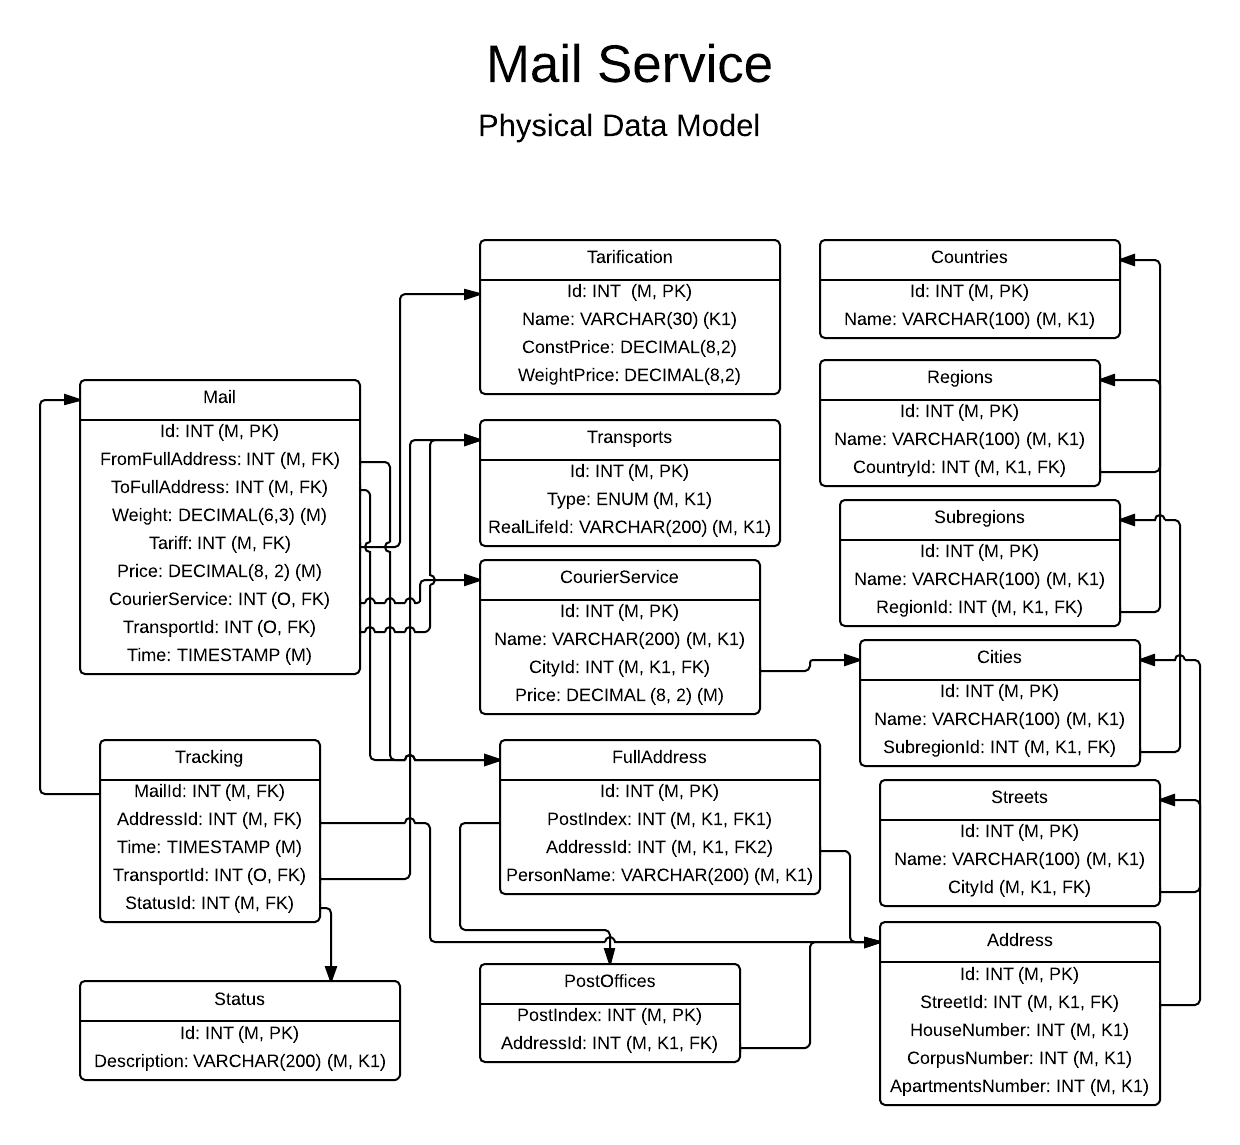 Mail Service
Physical Data Model
Tarification
Id: INT  (M, PK)
Name: VARCHAR(30) (K1)
ConstPrice: DECIMAL(8,2)
WeightPrice: DECIMAL(8,2)
Countries
Id: INT (M, PK)
Name: VARCHAR(100) (M, K1)
Regions
Id: INT (M, PK)
Name: VARCHAR(100) (M, K1)
CountryId: INT (M, K1, FK)
Mail
Id: INT (M, PK)
FromFullAddress: INT (M, FK)
ToFullAddress: INT (M, FK)
Weight: DECIMAL(6,3) (M)
Tariff: INT (M, FK)
Price: DECIMAL(8, 2) (M)
CourierService: INT (O, FK)
TransportId: INT (O, FK)
Time: TIMESTAMP (M)
Transports
Id: INT (M, PK)
Type: ENUM (M, K1)
RealLifeId: VARCHAR(200) (M, K1)
Subregions
Id: INT (M, PK)
Name: VARCHAR(100) (M, K1)
RegionId: INT (M, K1, FK)
CourierService
Id: INT (M, PK)
Name: VARCHAR(200) (M, K1)
CityId: INT (M, K1, FK)
Price: DECIMAL (8, 2) (M)
Cities
Id: INT (M, PK)
Name: VARCHAR(100) (M, K1)
SubregionId: INT (M, K1, FK)
Tracking
MailId: INT (M, FK)
AddressId: INT (M, FK)
Time: TIMESTAMP (M)
TransportId: INT (O, FK)
StatusId: INT (M, FK)
FullAddress
Id: INT (M, PK)
PostIndex: INT (M, K1, FK1)
AddressId: INT (M, K1, FK2)
PersonName: VARCHAR(200) (M, K1)
Streets
Id: INT (M, PK)
Name: VARCHAR(100) (M, K1)
CityId (M, K1, FK)
Status
Id: INT (M, PK)
Description: VARCHAR(200) (M, K1)
PostOffices
PostIndex: INT (M, PK)
AddressId: INT (M, K1, FK)
Address
Id: INT (M, PK)
StreetId: INT (M, K1, FK)
HouseNumber: INT (M, K1)
CorpusNumber: INT (M, K1)
ApartmentsNumber: INT (M, K1)